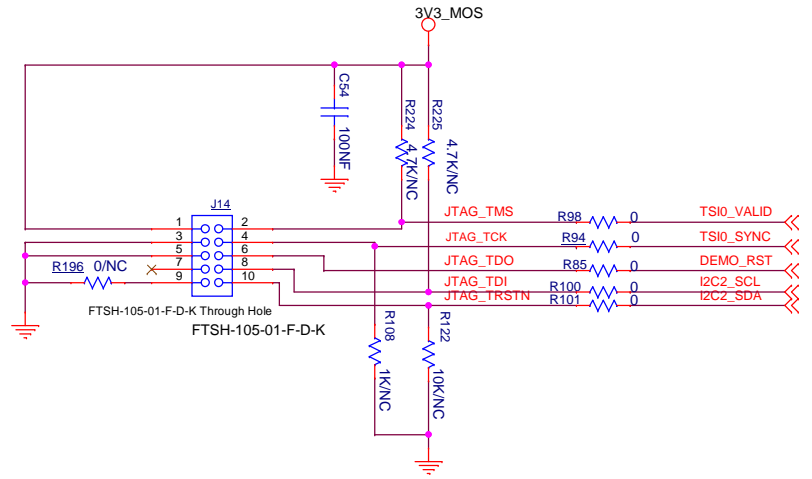 3V3_MOS
C54
100NF
R224
4.7K/NC
R225
4.7K/NC
J14
1 2
3 4
5 6
7 8
9 10
R196 0/NC
FTSH-105-01-F-D-K Through Hole
FTSH-105-01-F-D-K
JTAG_TMS R98 0 TSI0_VALID
JTAG_TCK R94 0 TSI0_SYNC
JTAG_TDO R85 0 DEMO_RST
JTAG_TDI R100 0 I2C2_SCL
JTAG_TRSTN R101 0 I2C2_SDA
R108
1K/NC
R122
10K/NC